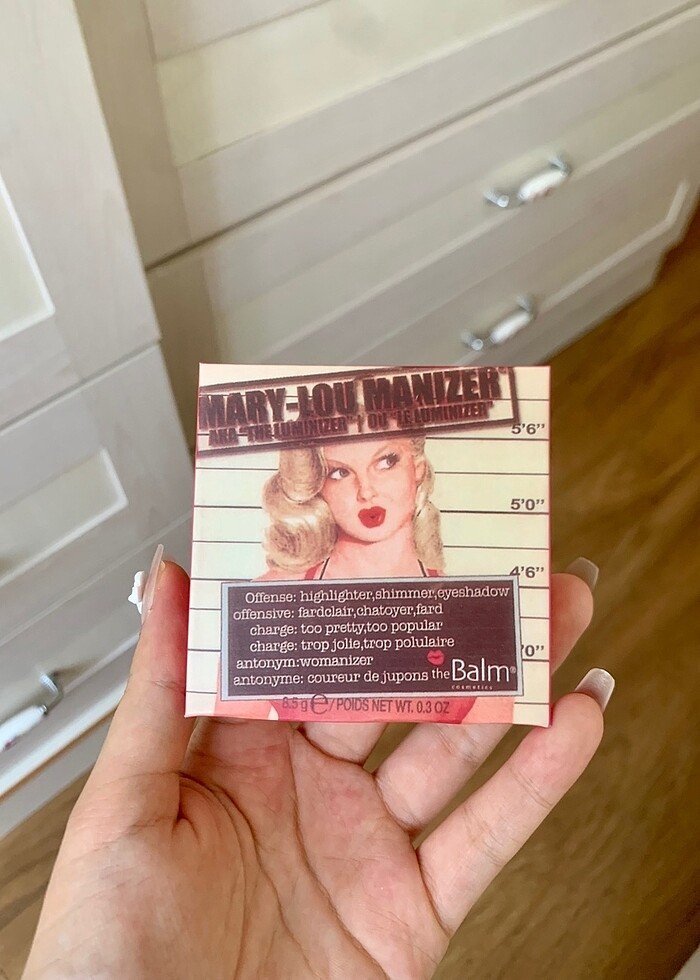 MARY-LOU MANIZER®
AKA "THE LUMINIZER" / OU "LE LUMINIZER"
5'6"
5'0"
4'6"
'0"
Offense: highlighter,shimmer,eyeshadow
offensive: fardclair,chatoyer,fard
charge: too pretty,too popular
charge: trop jolie,trop polulaire
antonym:womanizer
antonyme: coureur de jupons
theBalm®
cosmetics
8.5 g e / POIDS NET WT. 0.3 OZ